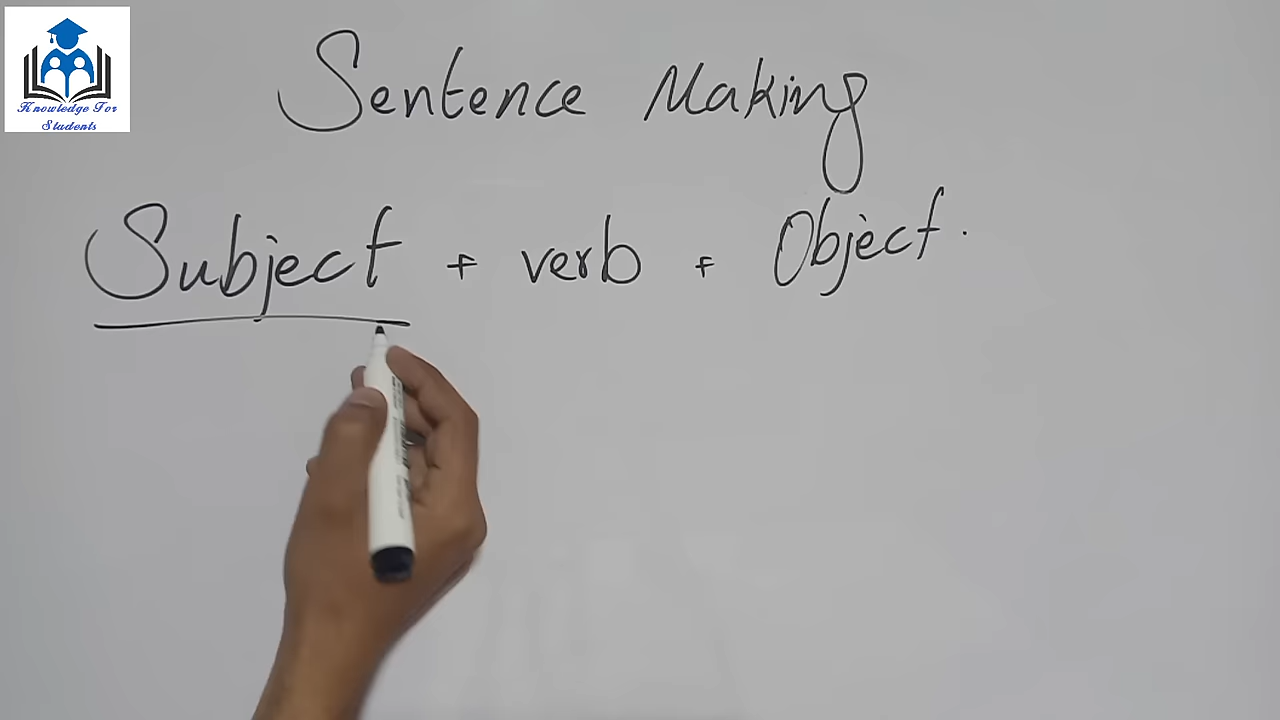 Knowledge For
Students
Sentence Making
Subject + verb + Object.